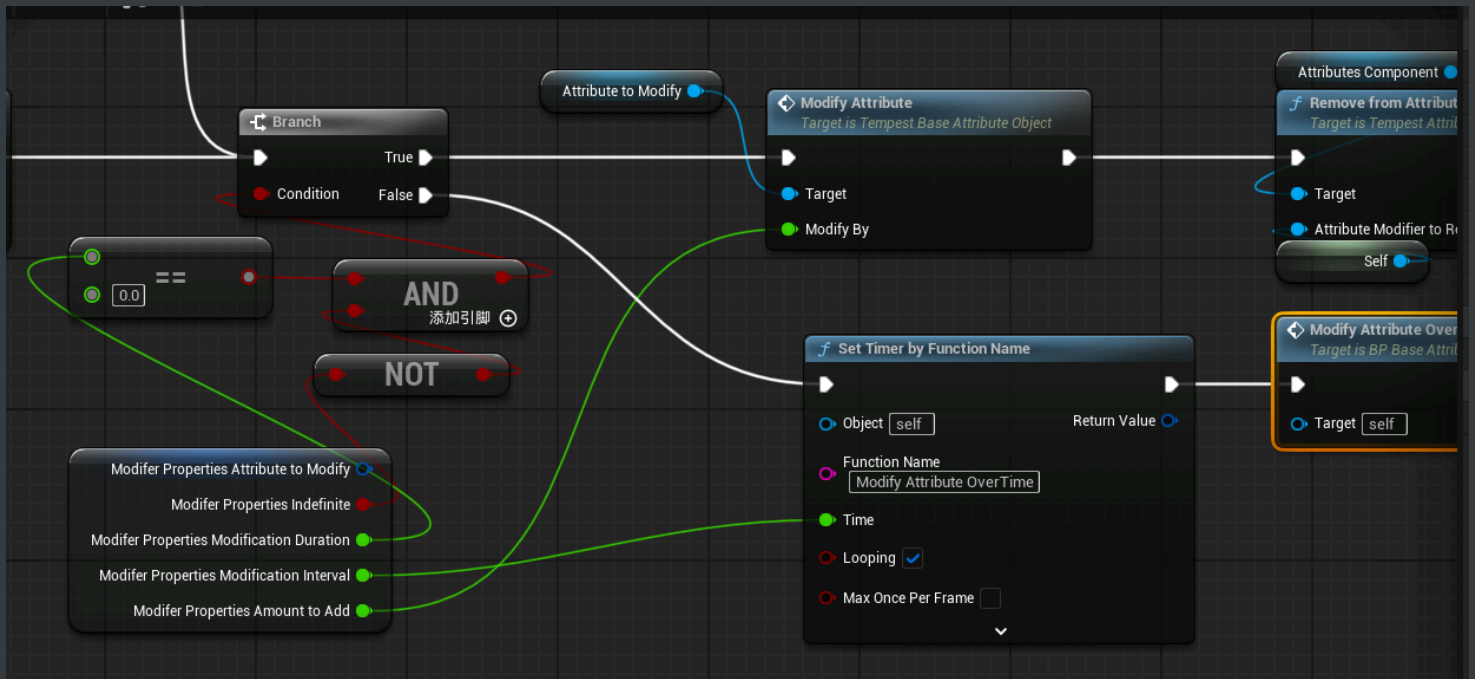 Attribute to Modify
Attributes Component
Branch
True
Condition
False
Modify Attribute
Target is Tempest Base Attribute Object
Target
Modify By
Remove from Attribut
Target is Tempest Attri
Target
Attribute Modifier to R
Self
==
0.0
AND
添加引脚
NOT
Modifer Properties Attribute to Modify
Modifer Properties Indefinite
Modifer Properties Modification Duration
Modifer Properties Modification Interval
Modifer Properties Amount to Add
Set Timer by Function Name
Object self
Return Value
Function Name
Modify Attribute OverTime
Time
Looping
Max Once Per Frame
Modify Attribute Over
Target is BP Base Attrib
Target self